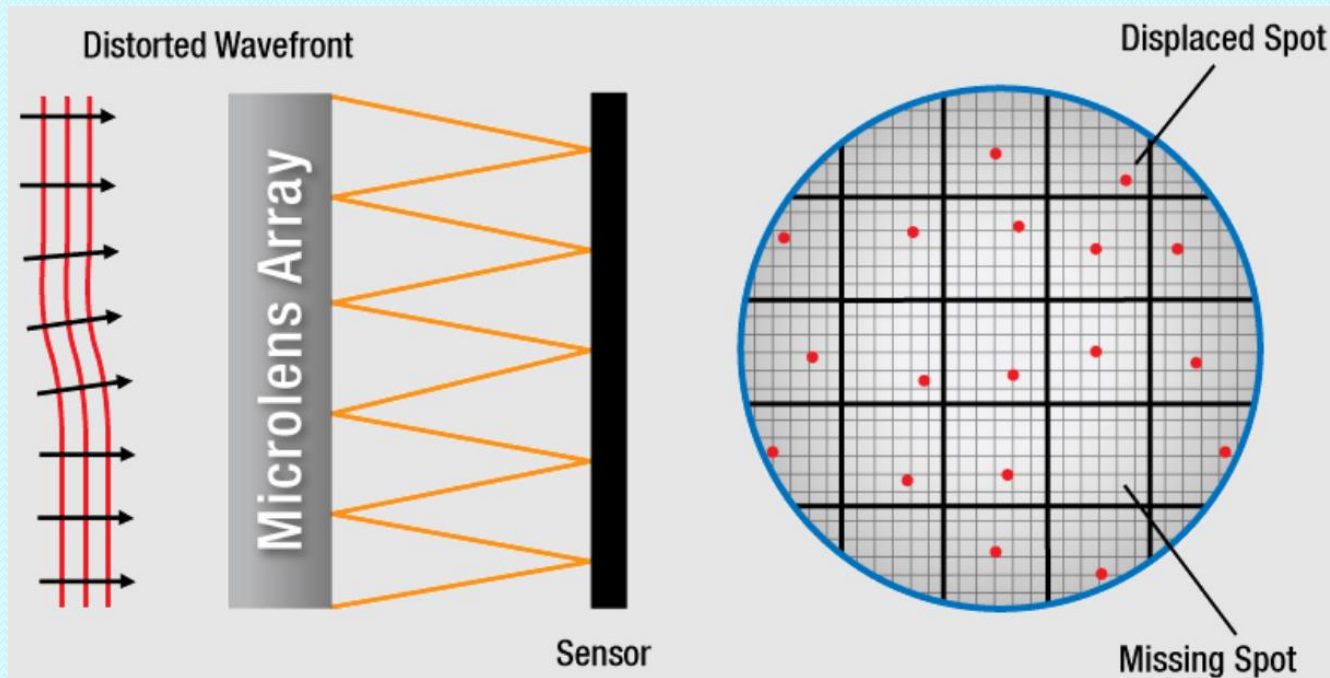 Distorted Wavefront
Displaced Spot
Microlens Array
Sensor
Missing Spot